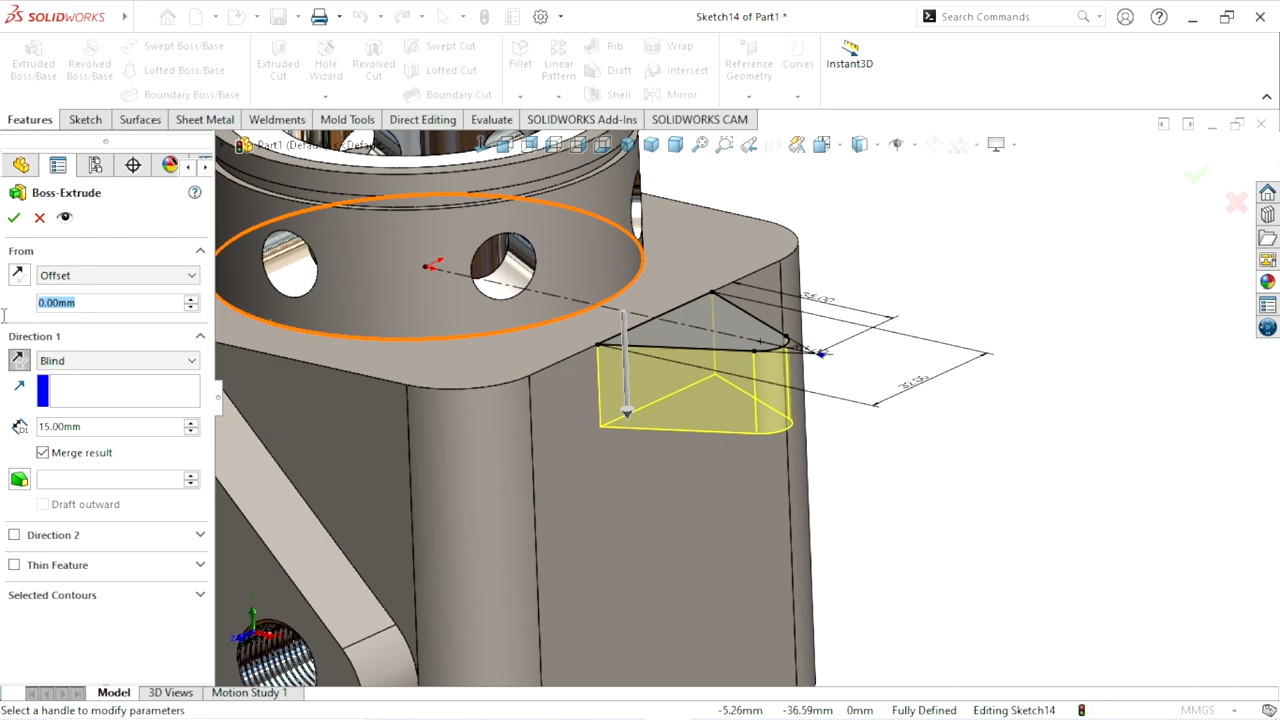 SOLIDWORKS
Sketch14 of Part1 *
Search Commands
Extruded Boss/Base
Revolved Boss/Base
Swept Boss/Base
Lofted Boss/Base
Boundary Boss/Base
Extruded Cut
Hole Wizard
Revolved Cut
Swept Cut
Lofted Cut
Boundary Cut
Fillet
Linear Pattern
Rib
Draft
Shell
Wrap
Intersect
Mirror
Reference Geometry
Curves
Instant3D
Features
Sketch
Surfaces
Sheet Metal
Weldments
Mold Tools
Direct Editing
Evaluate
SOLIDWORKS Add-Ins
SOLIDWORKS CAM
Part1 (Default) <<Default...
Boss-Extrude
From
Offset
0.00mm
Direction 1
Blind
15.00mm
Merge result
Draft outward
Direction 2
Thin Feature
Selected Contours
Model
3D Views
Motion Study 1
Select a handle to modify parameters
-5.26mm
-36.59mm
0mm
Fully Defined
Editing Sketch14
MMGS